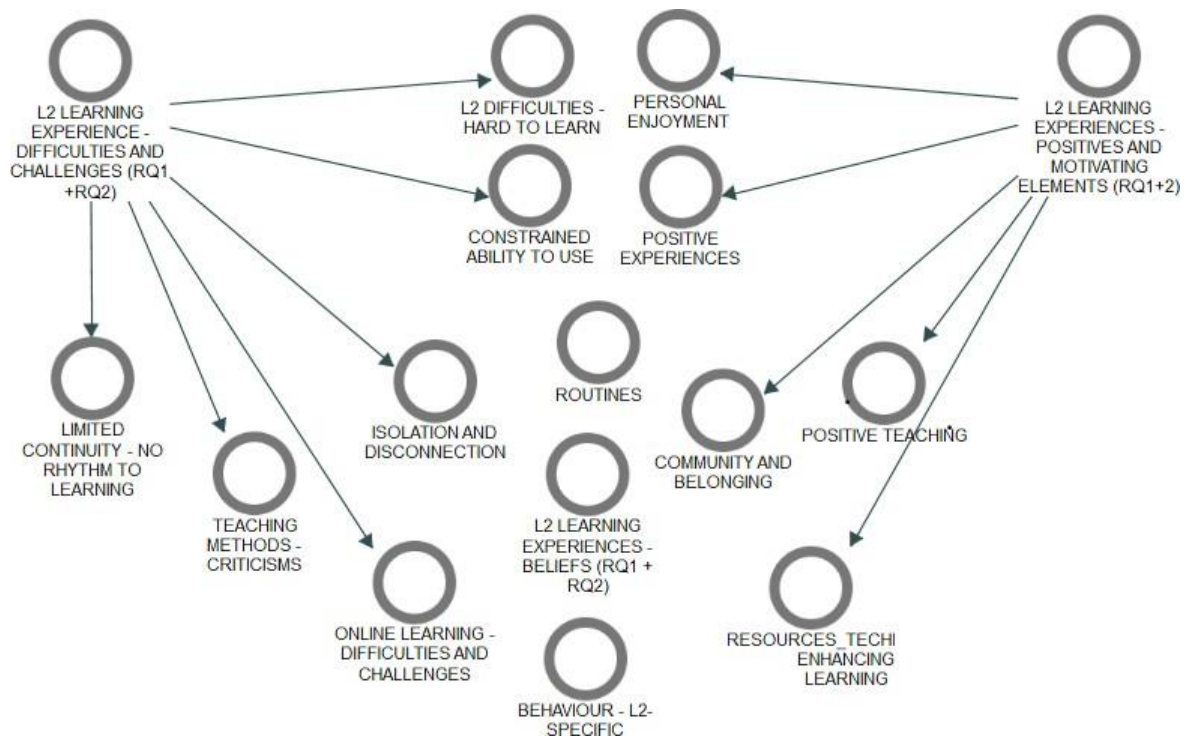 L2 LEARNING
EXPERIENCE -
DIFFICULTIES AND
CHALLENGES (RQ1
+RQ2)
L2 DIFFICULTIES -
HARD TO LEARN
PERSONAL
ENJOYMENT
L2 LEARNING
EXPERIENCES -
POSITIVES AND
MOTIVATING
ELEMENTS (RQ1+2)
CONSTRAINED
ABILITY TO USE
POSITIVE
EXPERIENCES
LIMITED
CONTINUITY - NO
RHYTHM TO
LEARNING
ISOLATION AND
DISCONNECTION
ROUTINES
COMMUNITY AND
BELONGING
POSITIVE TEACHING
TEACHING
METHODS -
CRITICISMS
L2 LEARNING
EXPERIENCES -
BELIEFS (RQ1 +
RQ2)
ONLINE LEARNING -
DIFFICULTIES AND
CHALLENGES
RESOURCES_TECHI
ENHANCING
LEARNING
BEHAVIOUR - L2-
SPECIFIC